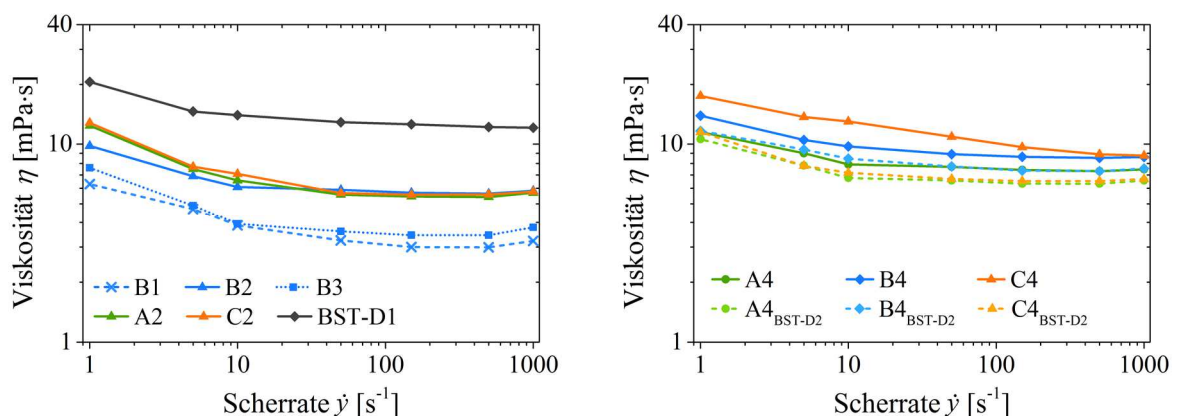 40
10
1
Viskosität η [mPa·s]
1 10 100 1000
Scherrate ẏ [s⁻¹]
B1 B2 B3
A2 C2 BST-D1
40
10
1
Viskosität η [mPa·s]
1 10 100 1000
Scherrate ẏ [s⁻¹]
A4 B4 C4
A4BST-D2 B4BST-D2 C4BST-D2